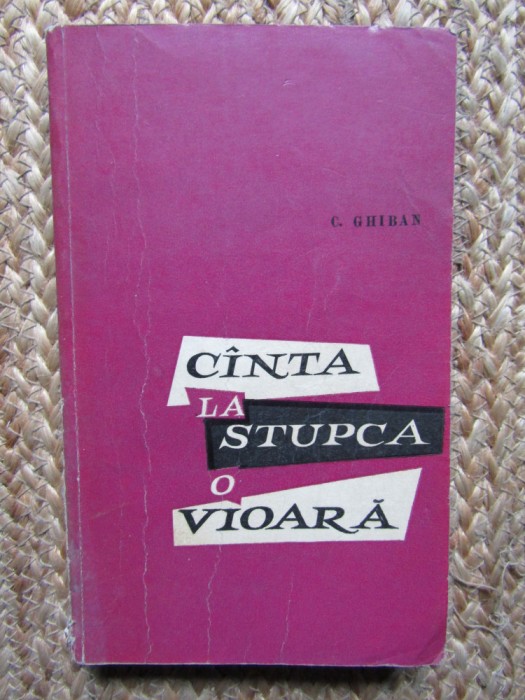 C. GHIBAN
CÎNTA
LA
STUPCA
O
VIOARĂ